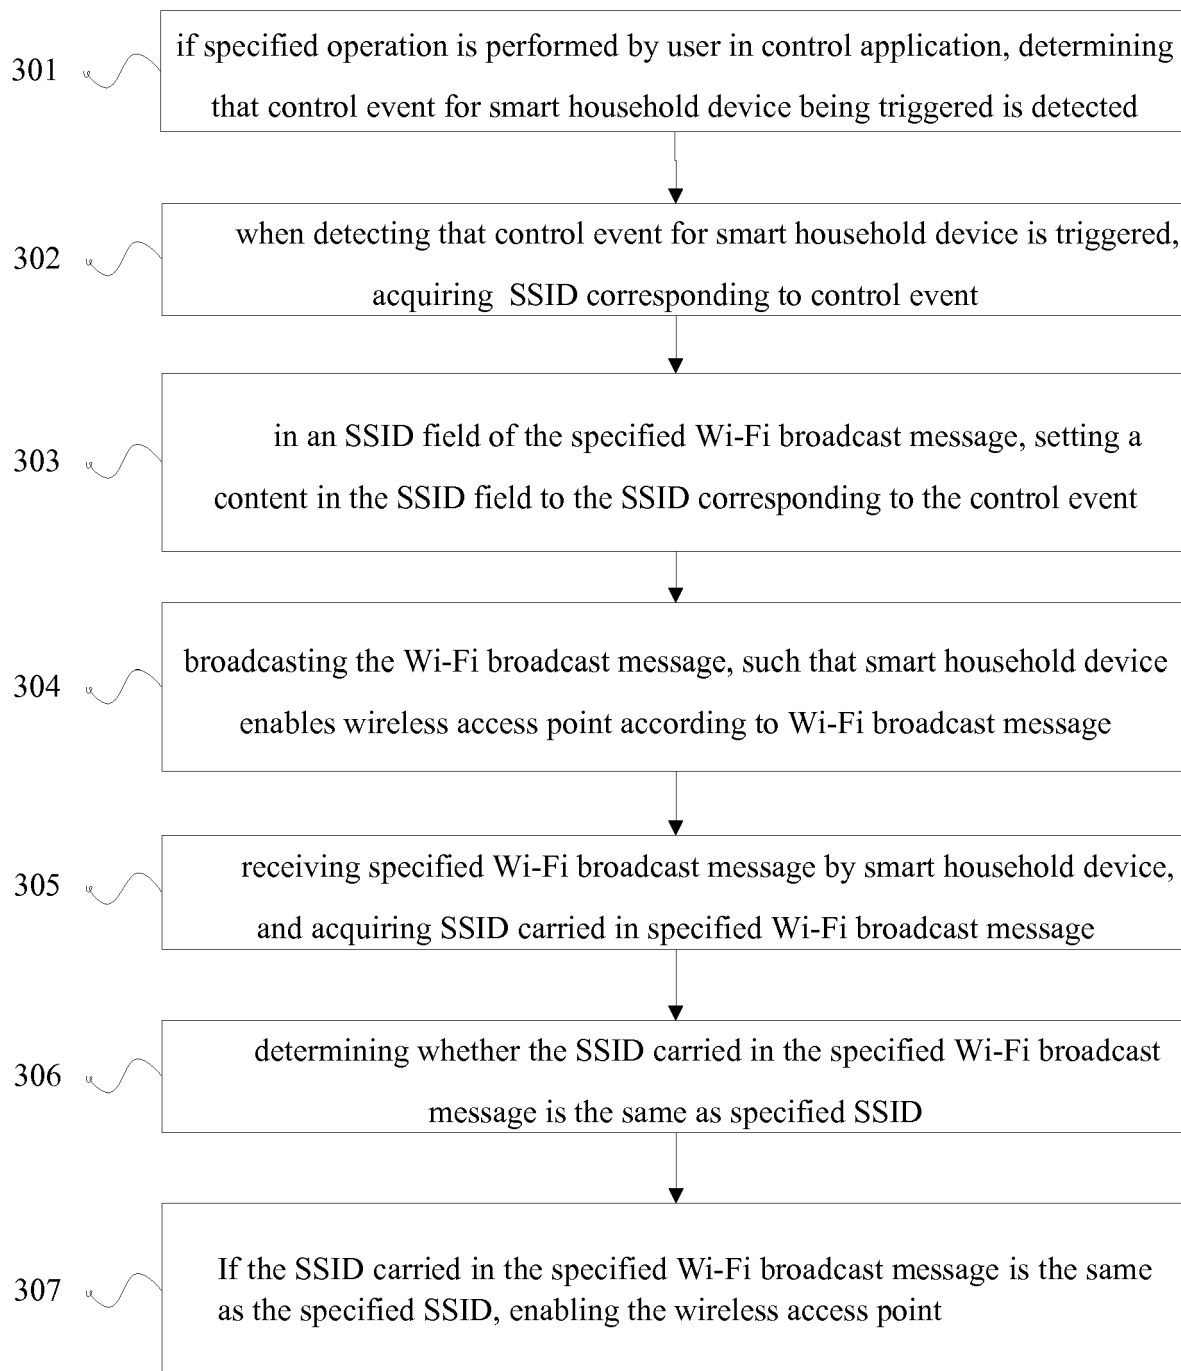 301
if specified operation is performed by user in control application, determining
that control event for smart household device being triggered is detected
302
when detecting that control event for smart household device is triggered,
acquiring SSID corresponding to control event
303
in an SSID field of the specified Wi-Fi broadcast message, setting a
content in the SSID field to the SSID corresponding to the control event
304
broadcasting the Wi-Fi broadcast message, such that smart household device
enables wireless access point according to Wi-Fi broadcast message
305
receiving specified Wi-Fi broadcast message by smart household device,
and acquiring SSID carried in specified Wi-Fi broadcast message
306
determining whether the SSID carried in the specified Wi-Fi broadcast
message is the same as specified SSID
307
If the SSID carried in the specified Wi-Fi broadcast message is the same
as the specified SSID, enabling the wireless access point